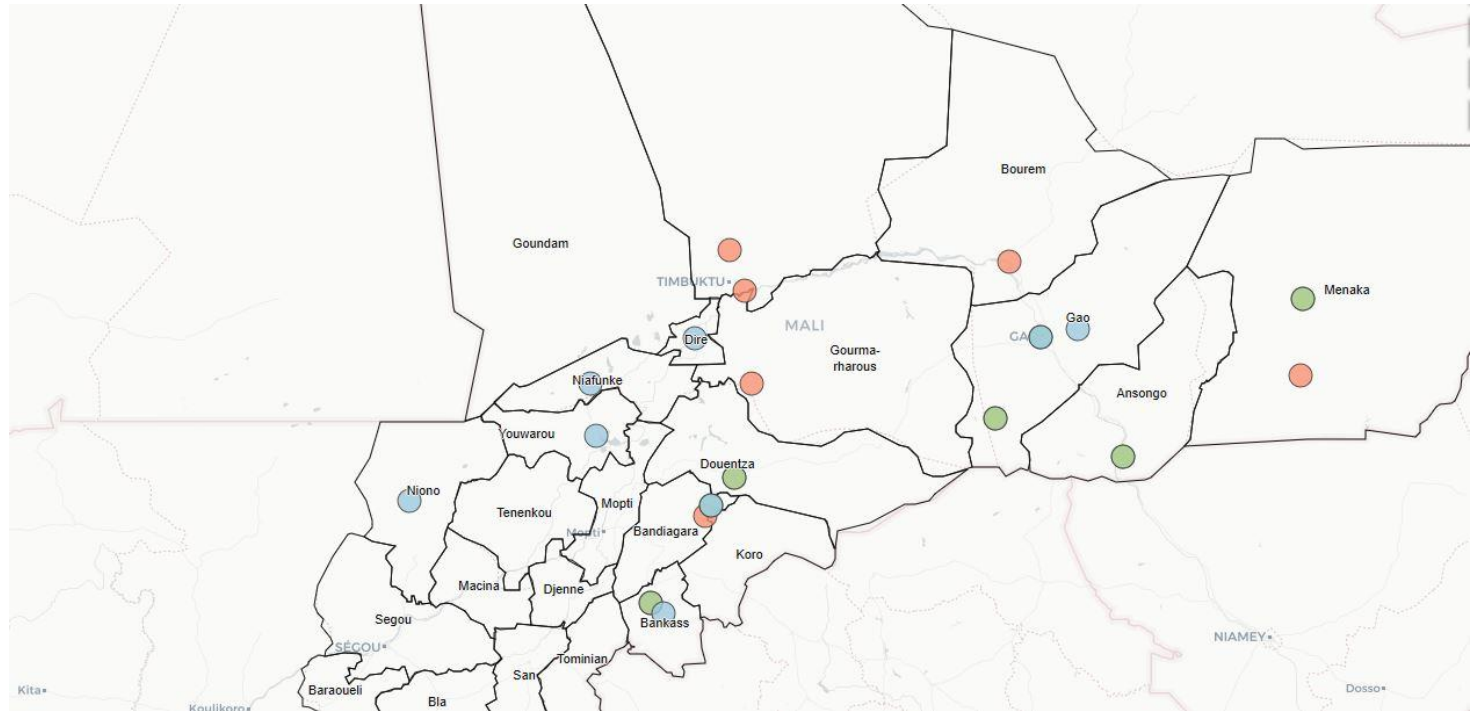 Bourem
Goundam
TIMBUKTU
Menaka
Gao
MALI
GA
Dire
Gourma-
rharous
Niafunke
Ansongo
Youwarou
Douentza
Niono
Mopti
Tenenkou
Mopti
Bandiagara
Koro
Macina
Djenne
Segou
Bankass
NIAMEY
SÉGOU
Tominian
San
Baraoueli
Kita
Dosso
Bla
Koulikoro